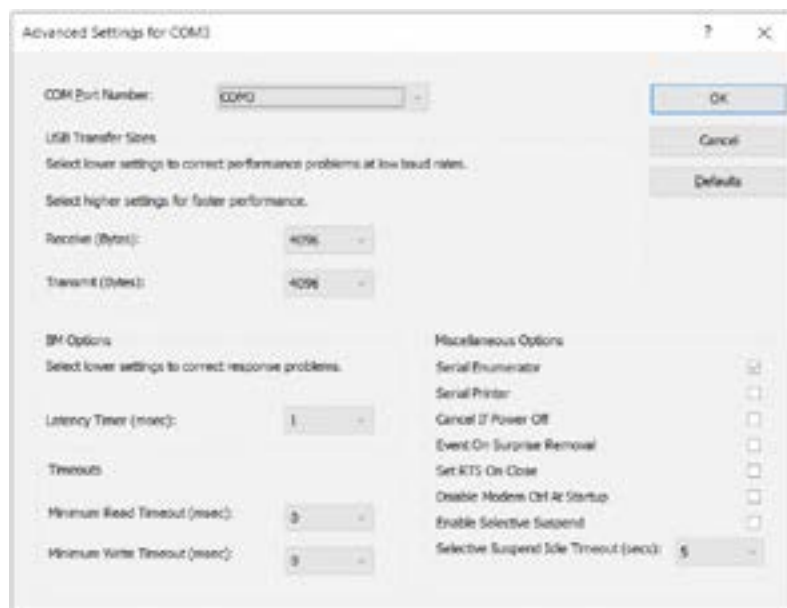 Advanced Settings for COM3
? ×
COM Port Number: COM3
OK
USB Transfer Sizes
Cancel
Select lower settings to correct performance problems at low baud rates.
Defaults
Select higher settings for faster performance.
Receive (Bytes): 4096
Transmit (Bytes): 4096
BM Options
Select lower settings to correct response problems.
Latency Timer (msec): 1
Timeouts
Minimum Read Timeout (msec): 0
Minimum Write Timeout (msec): 0
Miscellaneous Options
Serial Enumerator
Serial Printer
Cancel If Power Off
Event On Surprise Removal
Set RTS On Close
Disable Modem Ctrl At Startup
Enable Selective Suspend
Selective Suspend Idle Timeout (secs): 5